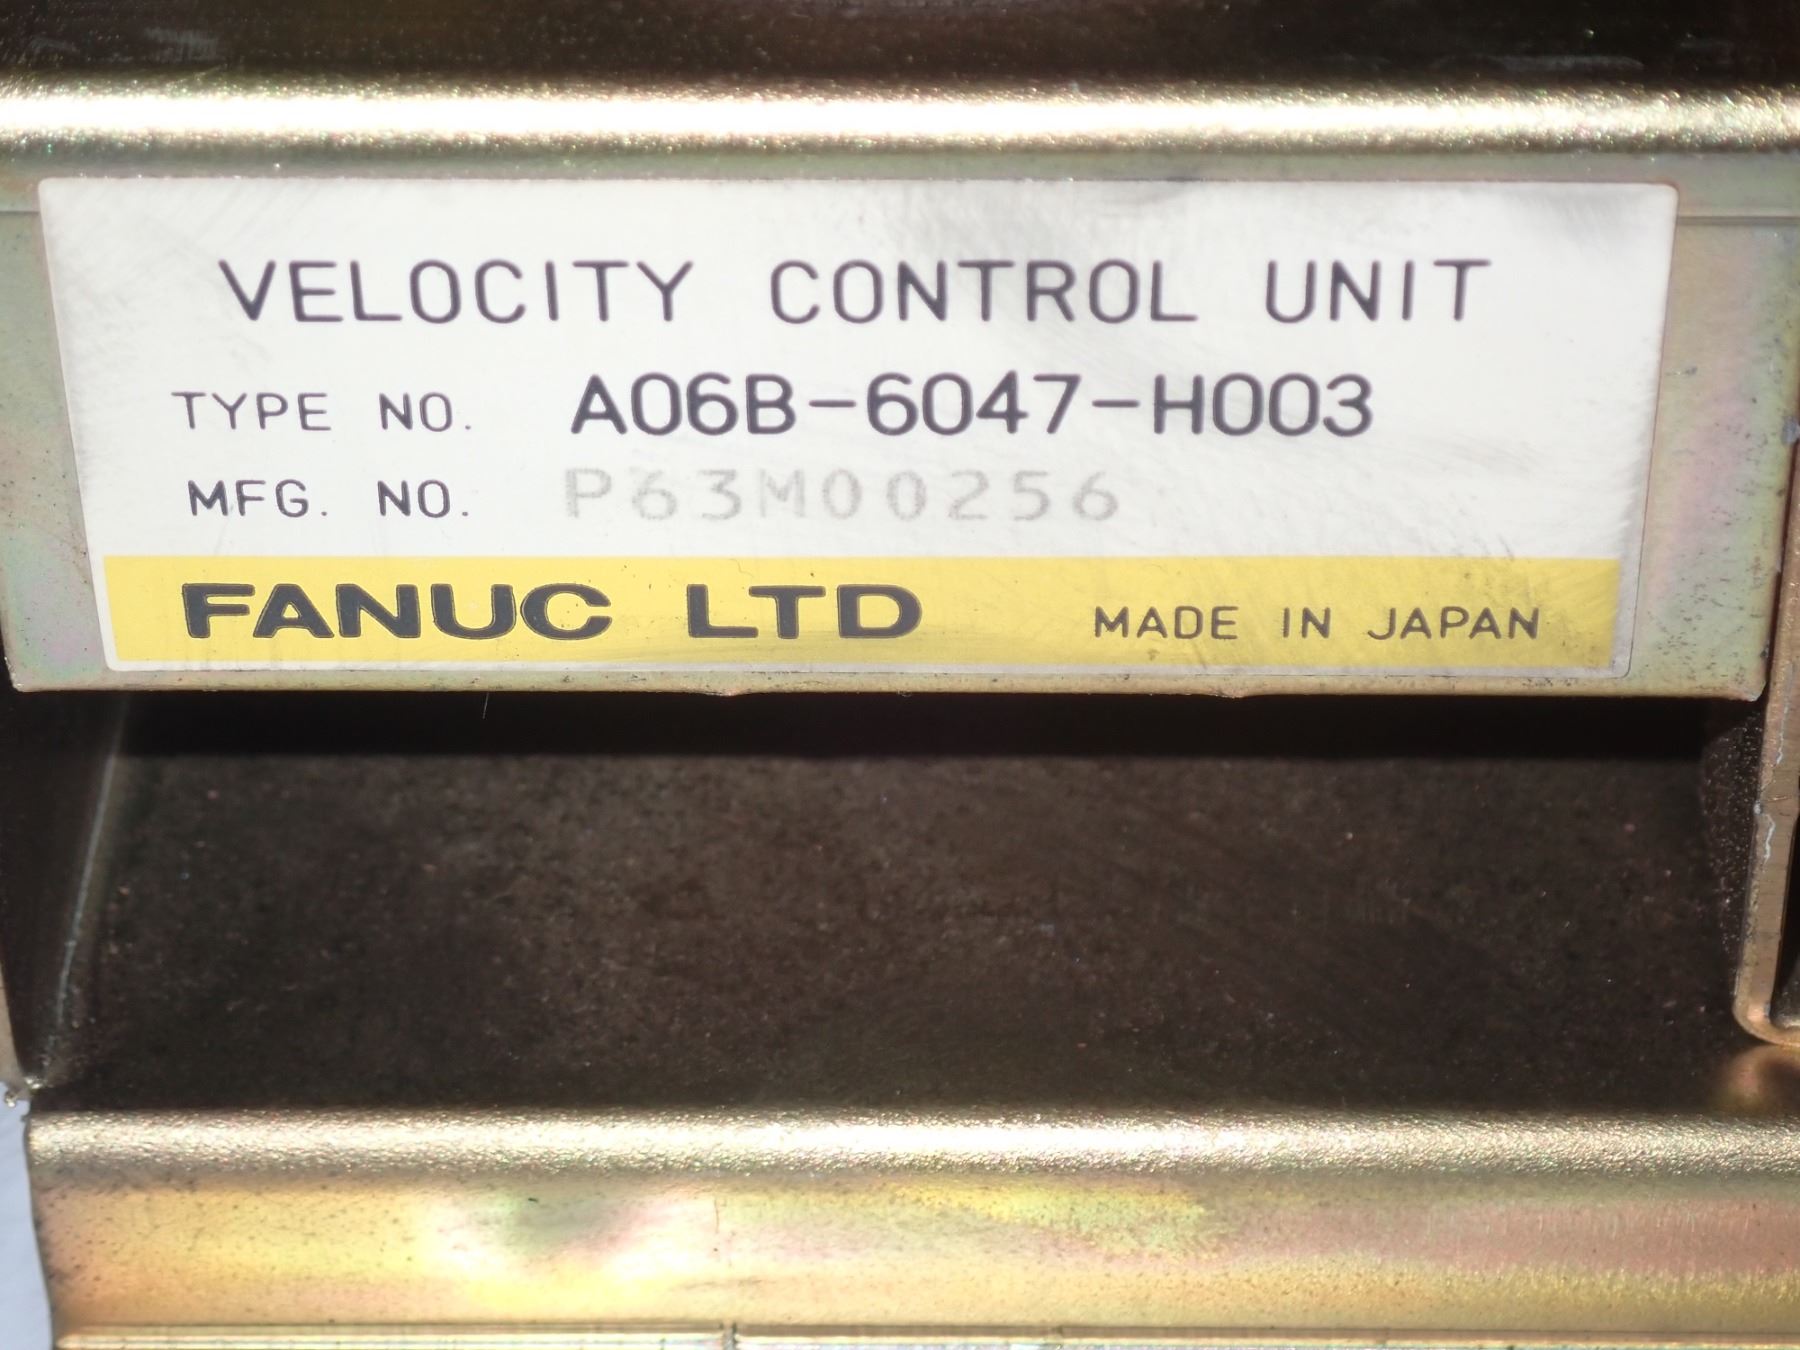 VELOCITY CONTROL UNIT
TYPE NO. A06B-6047-H003
MFG. NO. P63M00256
FANUC LTD MADE IN JAPAN